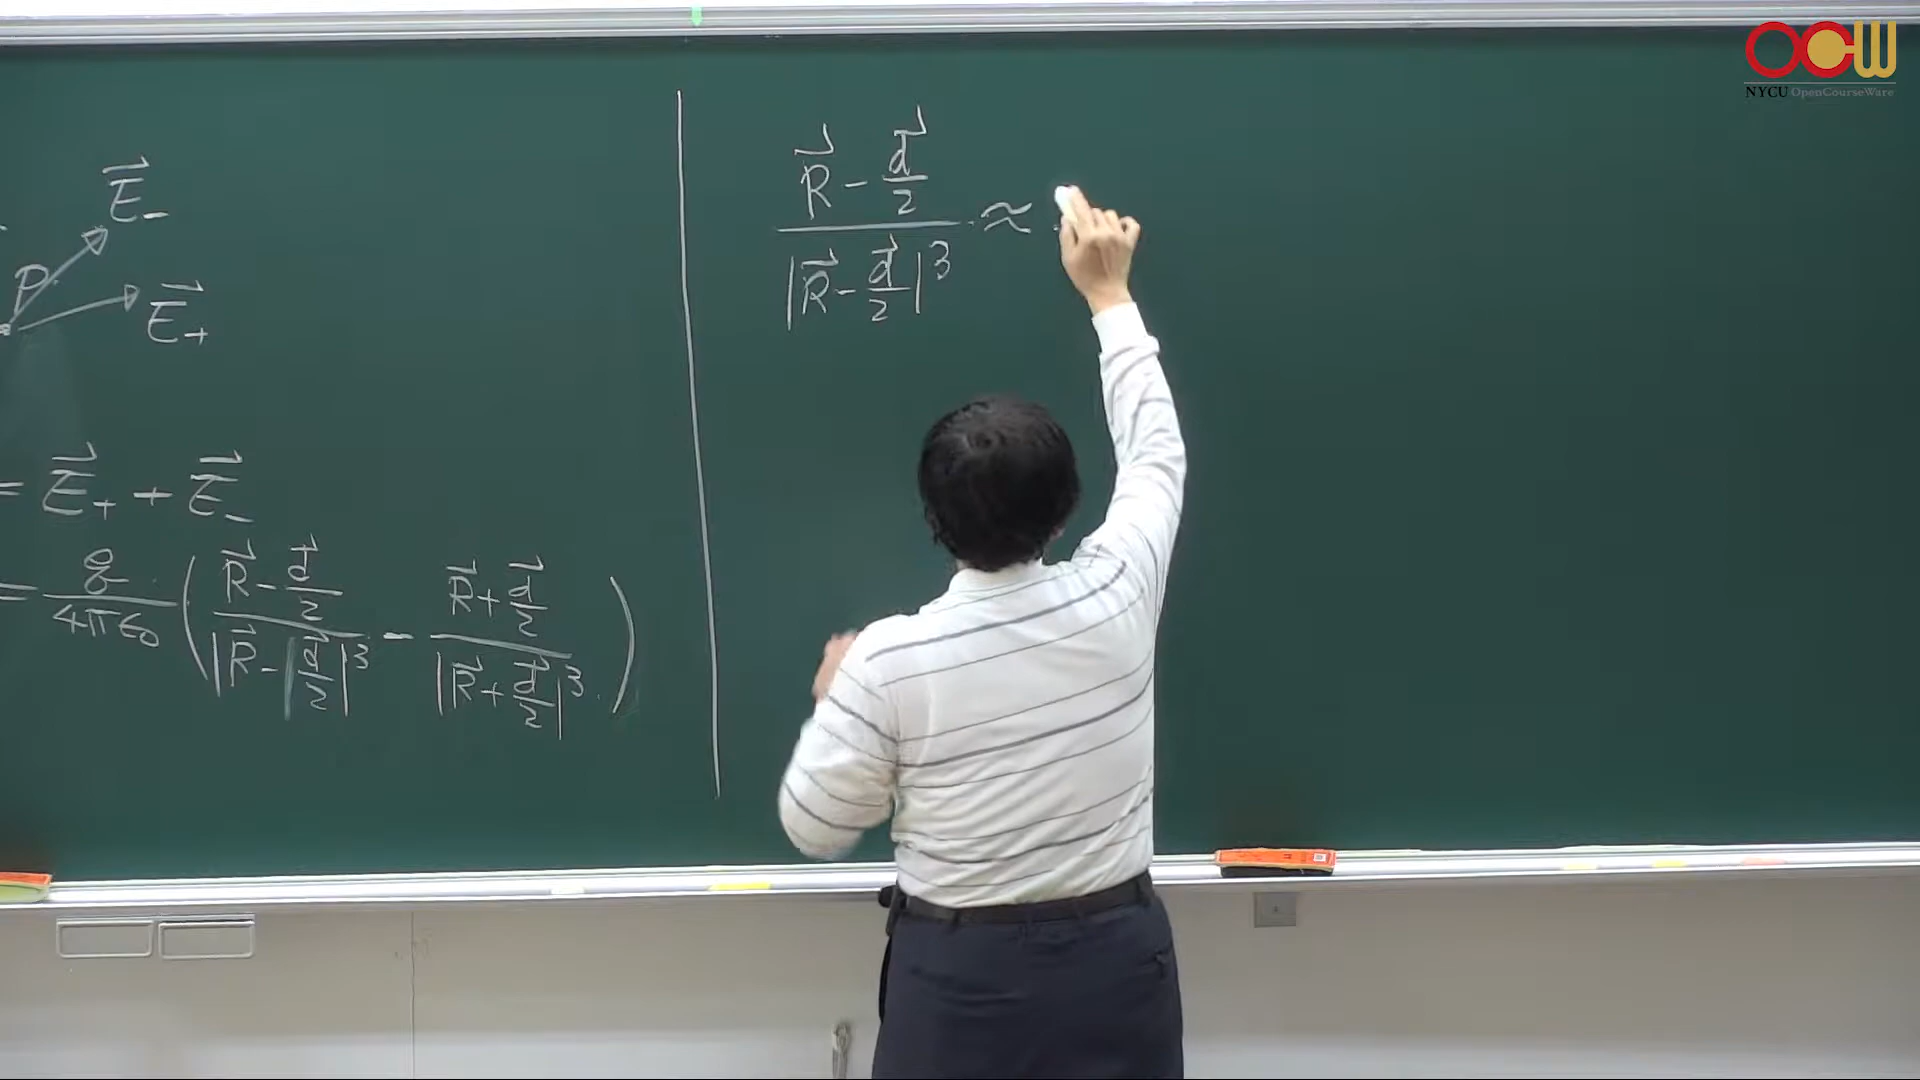 E⃗₋
P
E⃗₊
= E⃗₊ + E⃗₋
= q/(4πε₀) ( (R⃗ - d⃗/2)/|R⃗ - d⃗/2|³ - (R⃗ + d⃗/2)/|R⃗ + d⃗/2|³ )
(R⃗ - d⃗/2)/|R⃗ - d⃗/2|³ ≈
OCW
NYCU OpenCourseWare